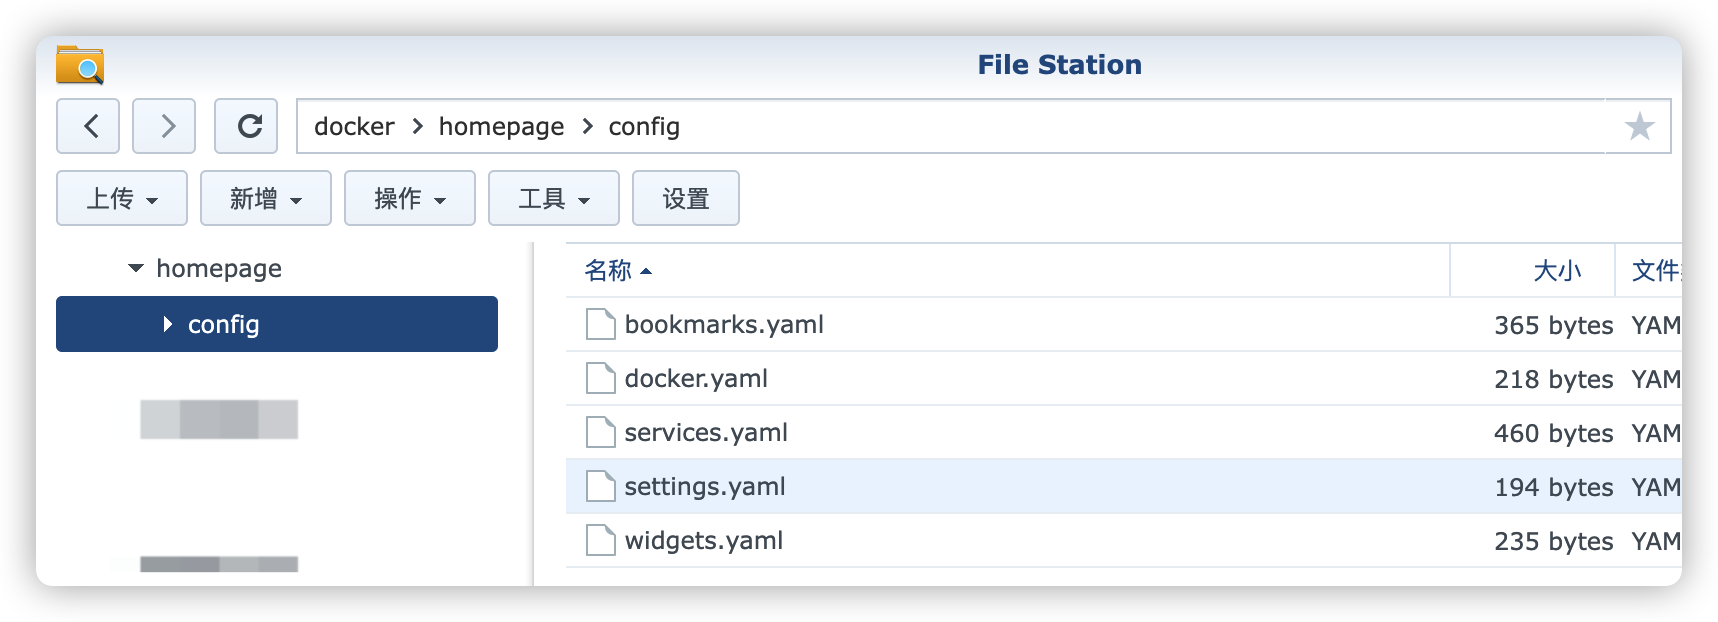 File Station
docker > homepage > config
上传 新增 操作 工具 设置
homepage
config
名称 大小 文件
bookmarks.yaml 365 bytes YAM
docker.yaml 218 bytes YAM
services.yaml 460 bytes YAM
settings.yaml 194 bytes YAM
widgets.yaml 235 bytes YAM